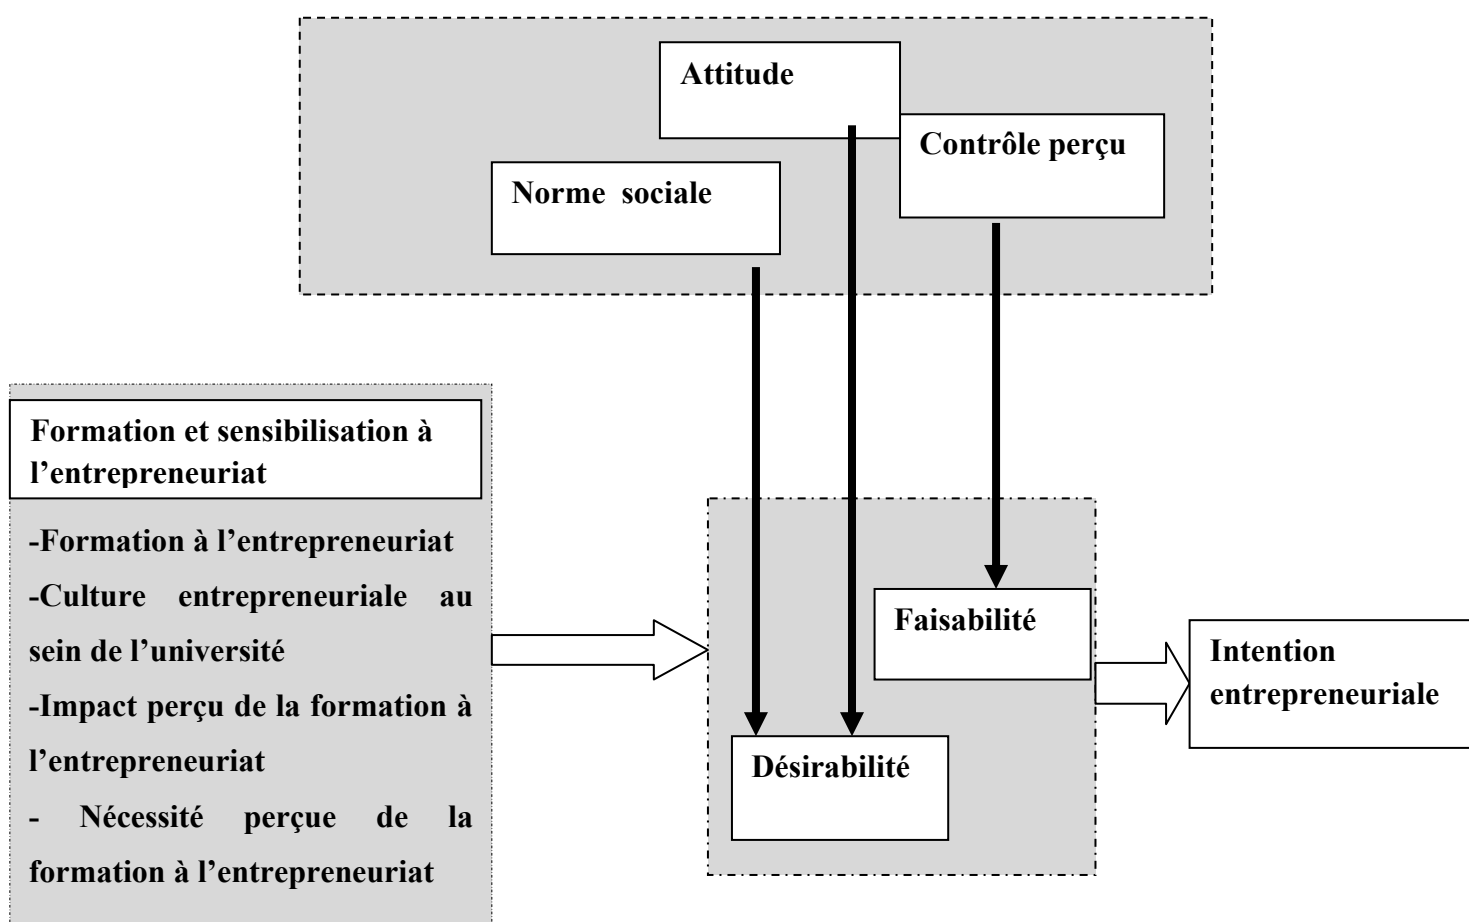 Attitude
Contrôle perçu
Norme sociale
Formation et sensibilisation à
l’entrepreneuriat
-Formation à l’entrepreneuriat
-Culture entrepreneuriale au
sein de l’université
-Impact perçu de la formation à
l’entrepreneuriat
- Nécessité perçue de la
formation à l’entrepreneuriat
Faisabilité
Désirabilité
Intention
entrepreneuriale